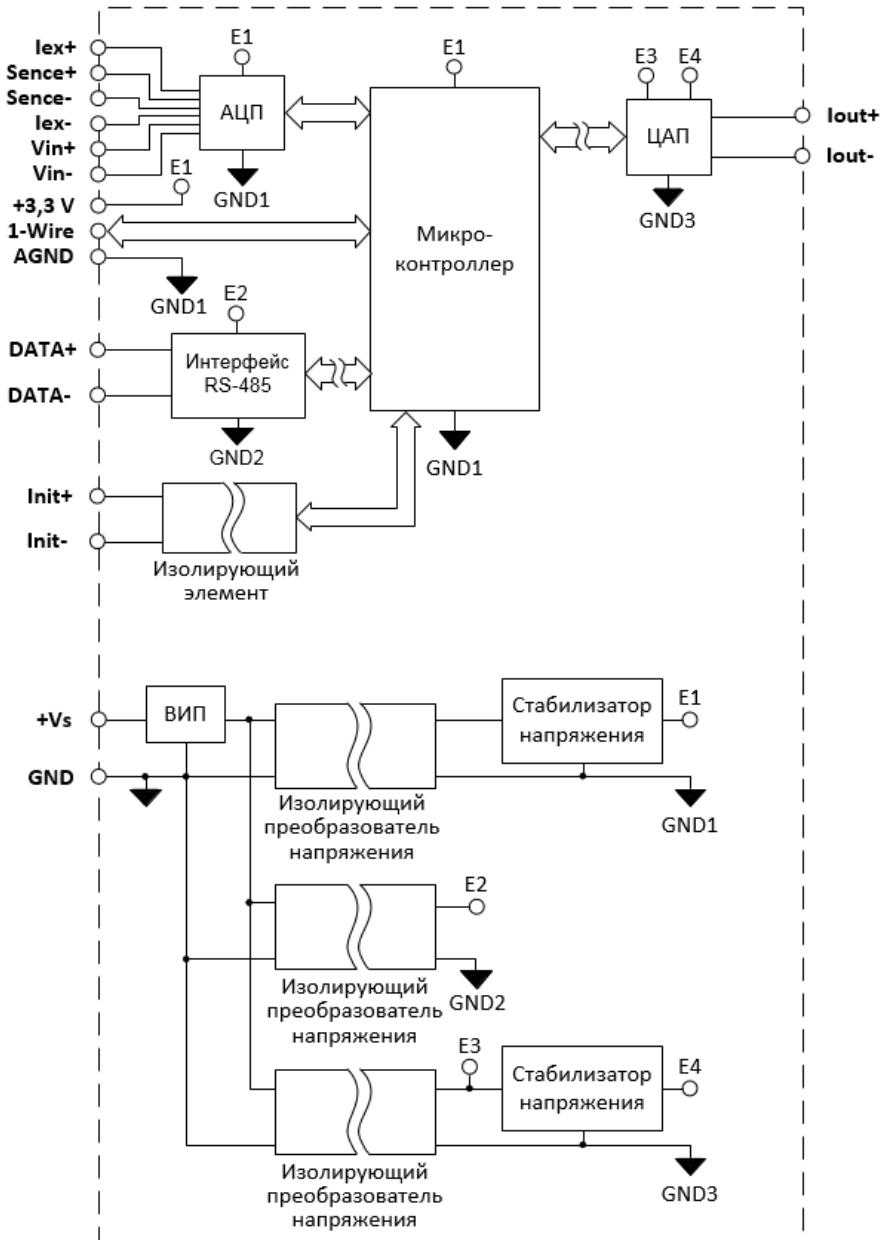 Iex+
Sence+
Sence-
Iex-
Vin+
Vin-
+3,3 V
1-Wire
AGND
E1
АЦП
GND1
E1
GND1
E1
Микро-
контроллер
GND1
E3
E4
ЦАП
GND3
Iout+
Iout-
DATA+
DATA-
E2
Интерфейс
RS-485
GND2
Init+
Init-
Изолирующий
элемент
+Vs
GND
ВИП
Изолирующий
преобразователь
напряжения
Стабилизатор
напряжения
E1
GND1
E2
GND2
Изолирующий
преобразователь
напряжения
E3
Стабилизатор
напряжения
E4
GND3
Изолирующий
преобразователь
напряжения